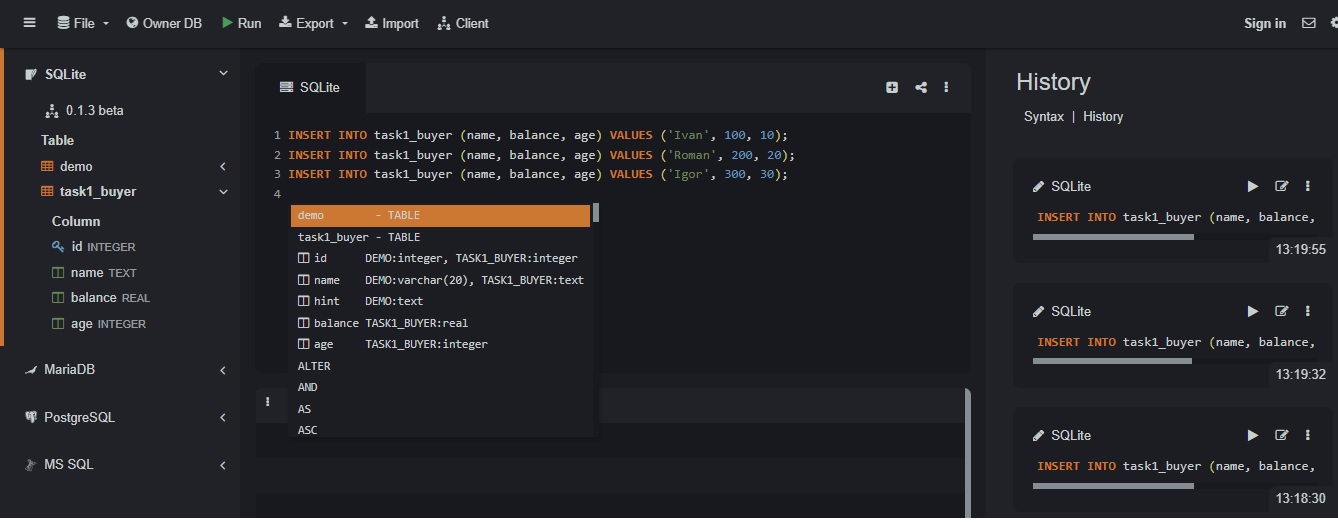 File Owner DB Run Export Import Client Sign in
SQLite
0.1.3 beta
Table
demo
task1_buyer
Column
id INTEGER
name TEXT
balance REAL
age INTEGER
MariaDB
PostgreSQL
MS SQL
SQLite
1 INSERT INTO task1_buyer (name, balance, age) VALUES ('Ivan', 100, 10);
2 INSERT INTO task1_buyer (name, balance, age) VALUES ('Roman', 200, 20);
3 INSERT INTO task1_buyer (name, balance, age) VALUES ('Igor', 300, 30);
4
demo - TABLE
task1_buyer - TABLE
id DEMO:integer, TASK1_BUYER:integer
name DEMO:varchar(20), TASK1_BUYER:text
hint DEMO:text
balance TASK1_BUYER:real
age TASK1_BUYER:integer
ALTER
AND
AS
ASC
History
Syntax | History
SQLite
INSERT INTO task1_buyer (name, balance,
13:19:55
SQLite
INSERT INTO task1_buyer (name, balance,
13:19:32
SQLite
INSERT INTO task1_buyer (name, balance,
13:18:30